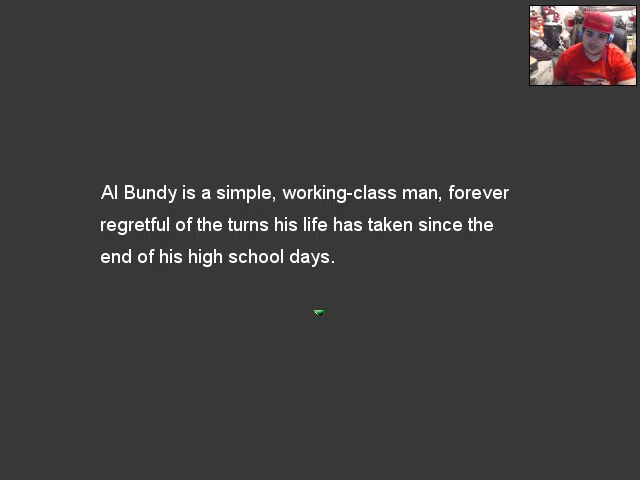 Al Bundy is a simple, working-class man, forever
regretful of the turns his life has taken since the
end of his high school days.